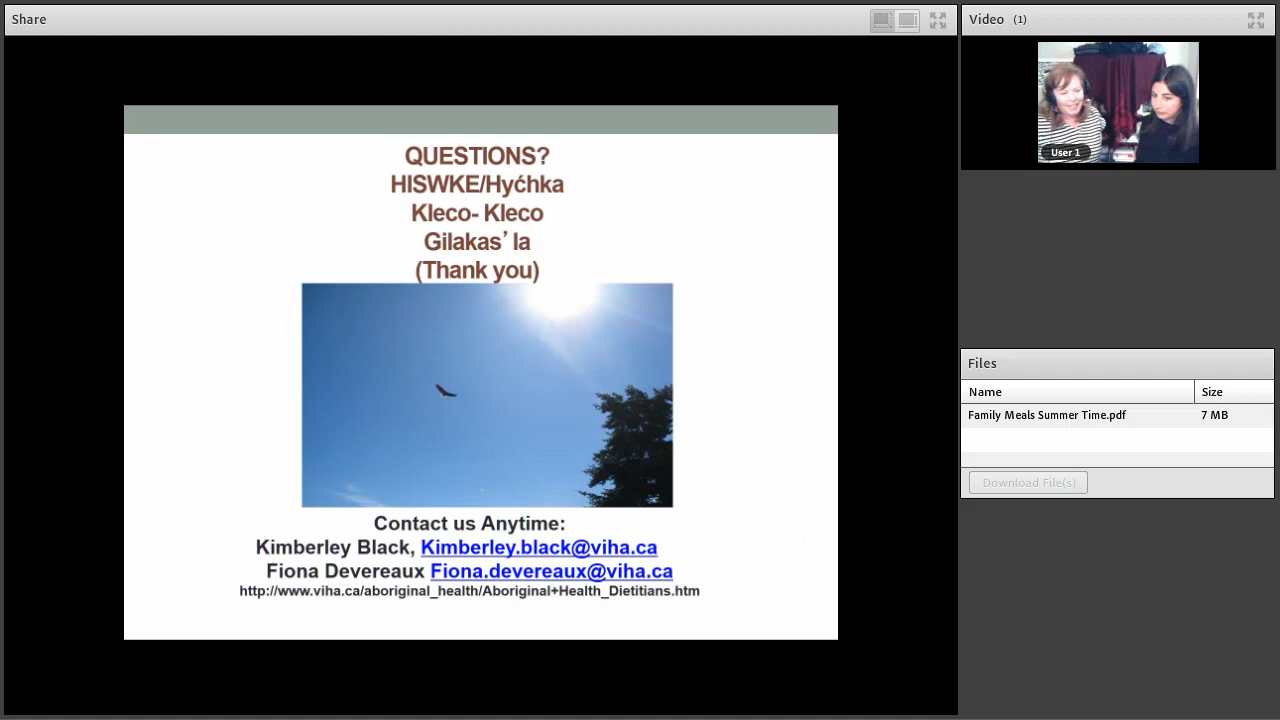 Share
Video (1)
User 1
QUESTIONS?
HISWKE/Hyćhka
Kleco- Kleco
Gilakas’ la
(Thank you)
Contact us Anytime:
Kimberley Black, Kimberley.black@viha.ca
Fiona Devereaux Fiona.devereaux@viha.ca
http://www.viha.ca/aboriginal_health/Aboriginal+Health_Dietitians.htm
Files
Name Size
Family Meals Summer Time.pdf 7 MB
Download File(s)